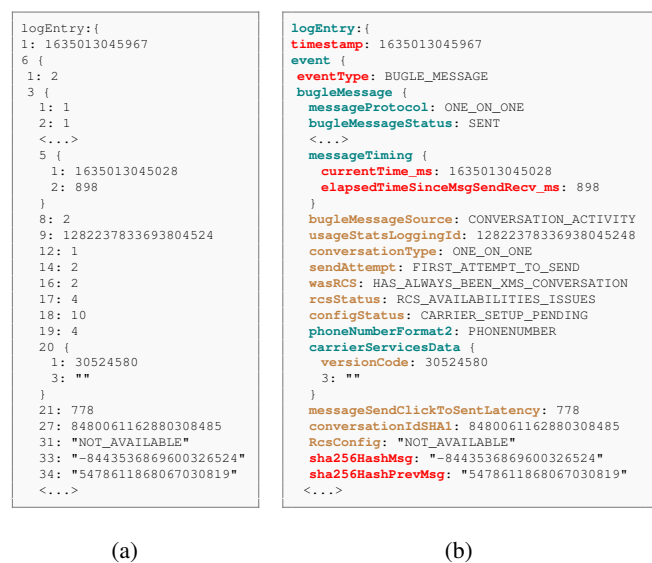 logEntry:{
1: 1635013045967
6 {
1: 2
3 {
1: 1
2: 1
<...>
5 {
1: 1635013045028
2: 898
}
8: 2
9: 1282237833693804524
12: 1
14: 2
16: 2
17: 4
18: 10
19: 4
20 {
1: 30524580
3: ""
}
21: 778
27: 8480061162880308485
31: "NOT_AVAILABLE"
33: "-8443536869600326524"
34: "5478611868067030819"
<...>
(a)
logEntry:{
timestamp: 1635013045967
event {
eventType: BUGLE_MESSAGE
bugleMessage {
messageProtocol: ONE_ON_ONE
bugleMessageStatus: SENT
<...>
messageTiming {
currentTime_ms: 1635013045028
elapsedTimeSinceMsgSendRecv_ms: 898
}
bugleMessageSource: CONVERSATION_ACTIVITY
usageStatsLoggingId: 12822378336938045248
conversationType: ONE_ON_ONE
sendAttempt: FIRST_ATTEMPT_TO_SEND
wasRCS: HAS_ALWAYS_BEEN_XMS_CONVERSATION
rcsStatus: RCS_AVAILABILITIES_ISSUES
configStatus: CARRIER_SETUP_PENDING
phoneNumberFormat2: PHONENUMBER
carrierServicesData {
versionCode: 30524580
3: ""
}
messageSendClickToSentLatency: 778
conversationIdSHA1: 8480061162880308485
RcsConfig: "NOT_AVAILABLE"
sha256HashMsg: "-8443536869600326524"
sha256HashPrevMsg: "5478611868067030819"
<...>
(b)